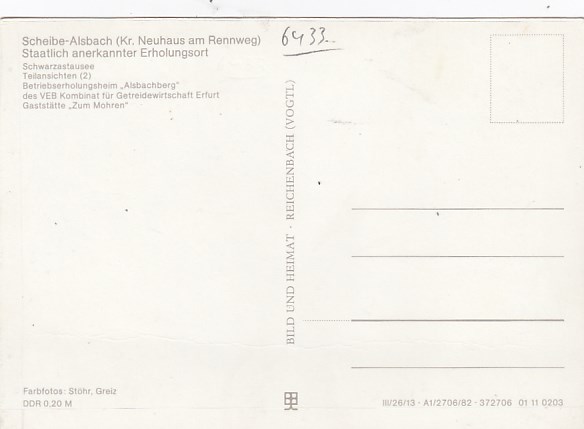 Scheibe-Alsbach (Kr. Neuhaus am Rennweg)
Staatlich anerkannter Erholungsort
Schwarzastausee
Teilansichten (2)
Betriebserholungsheim „Alsbachberg“
des VEB Kombinat für Getreidewirtschaft Erfurt
Gaststätte „Zum Mohren“
6433
BILD UND HEIMAT · REICHENBACH (VOGTL)
Farbfotos: Stöhr, Greiz
DDR 0,20 M
III/26/13 · A1/2706/82 · 372706 01 11 0203